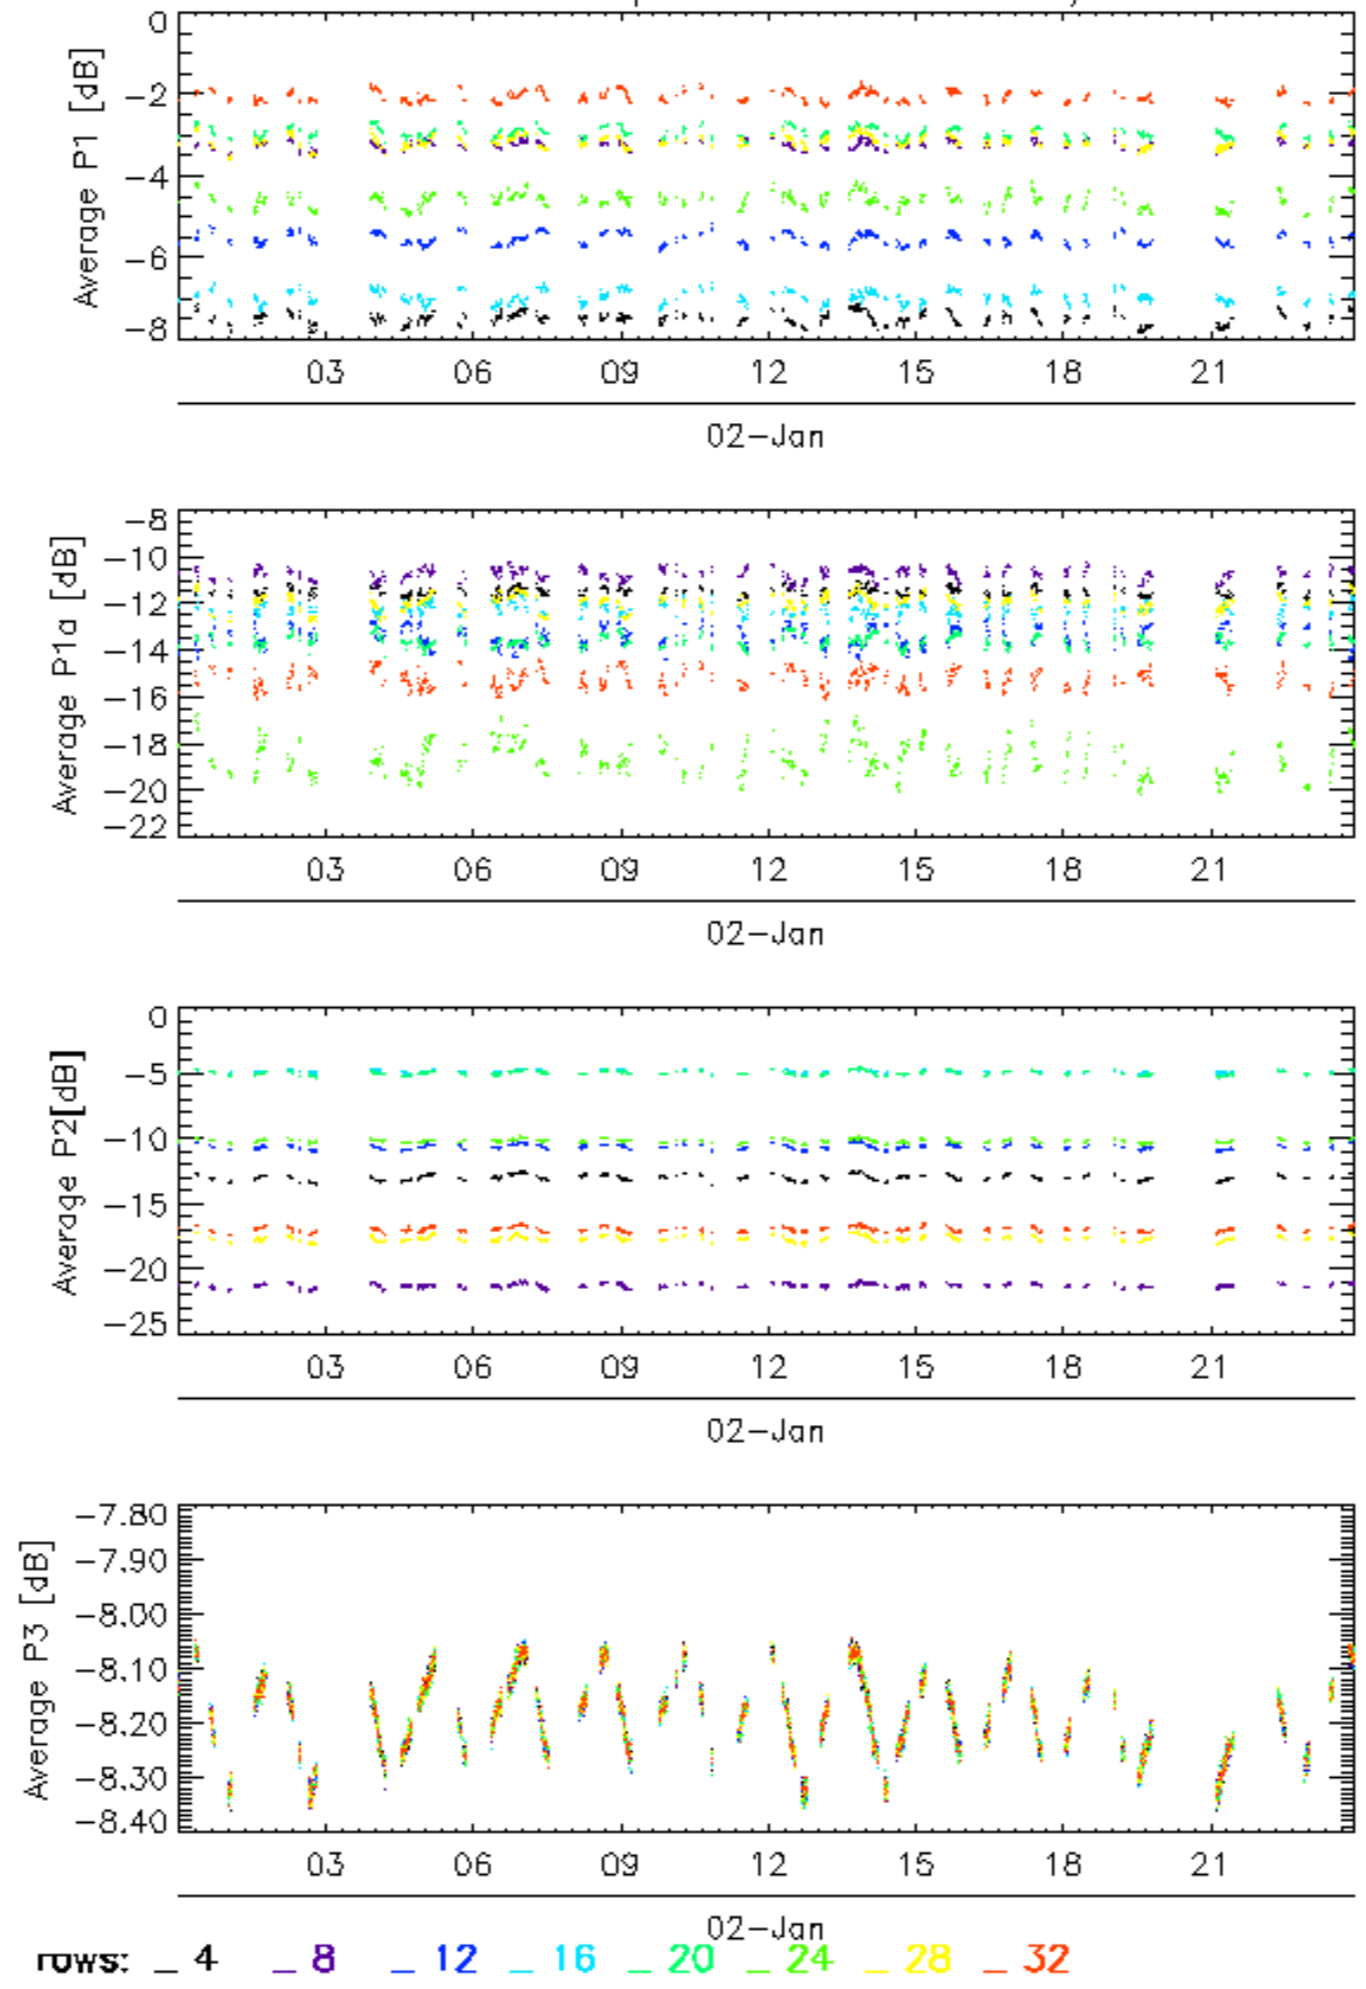 0
-2
-4
-6
-8
Average P1 [dB]
03 06 09 12 15 18 21
02-Jan
-8
-10
-12
-14
-16
-18
-20
-22
Average P1a [dB]
03 06 09 12 15 18 21
02-Jan
0
-5
-10
-15
-20
-25
Average P2[dB]
03 06 09 12 15 18 21
02-Jan
-7.80
-7.90
-8.00
-8.10
-8.20
-8.30
-8.40
Average P3 [dB]
03 06 09 12 15 18 21
02-Jan
rows: _ 4 _ 8 _ 12 _ 16 _ 20 _ 24 _ 28 _ 32